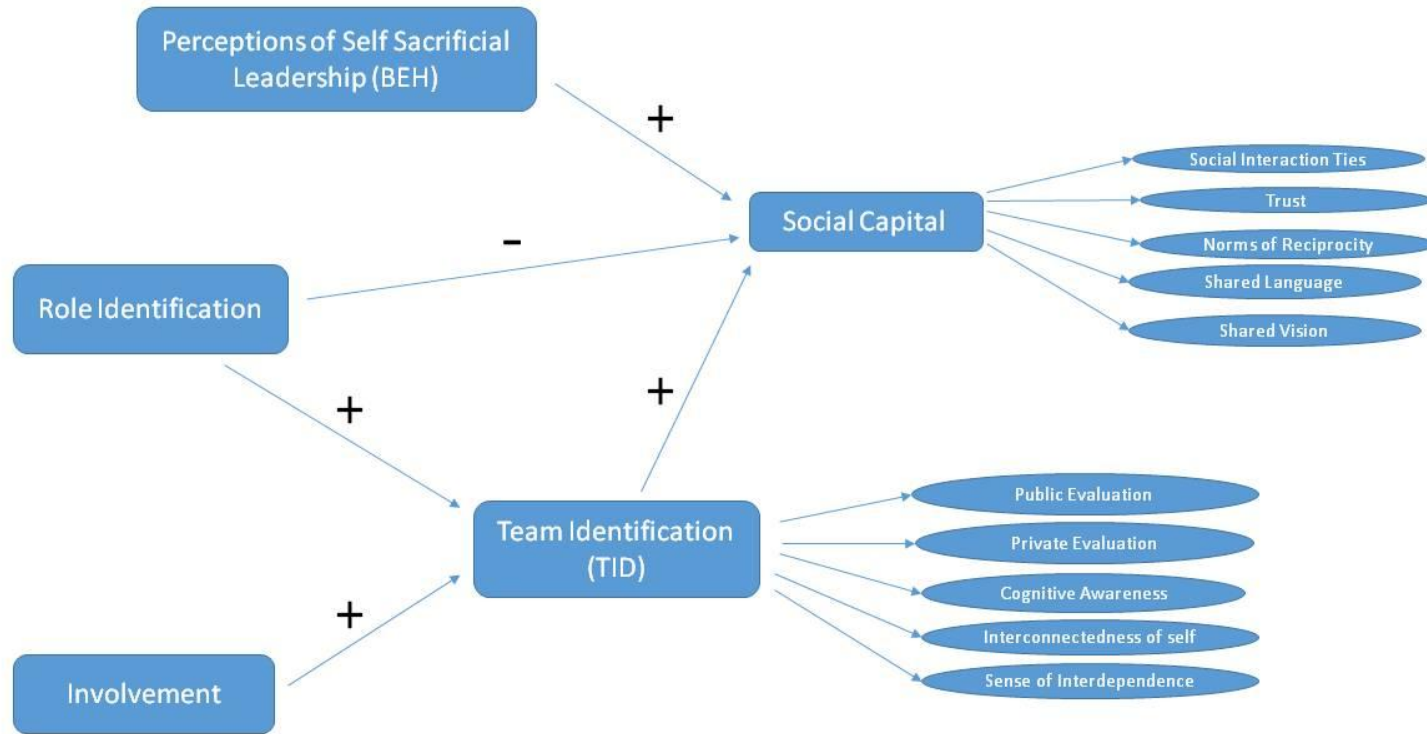 Perceptions of Self Sacrificial
Leadership (BEH)
+
Social Interaction Ties
Trust
Social Capital
Norms of Reciprocity
-
Shared Language
Role Identification
Shared Vision
+
+
Public Evaluation
Team Identification
(TID)
Private Evaluation
Cognitive Awareness
+
Interconnectedness of self
Sense of Interdependence
Involvement